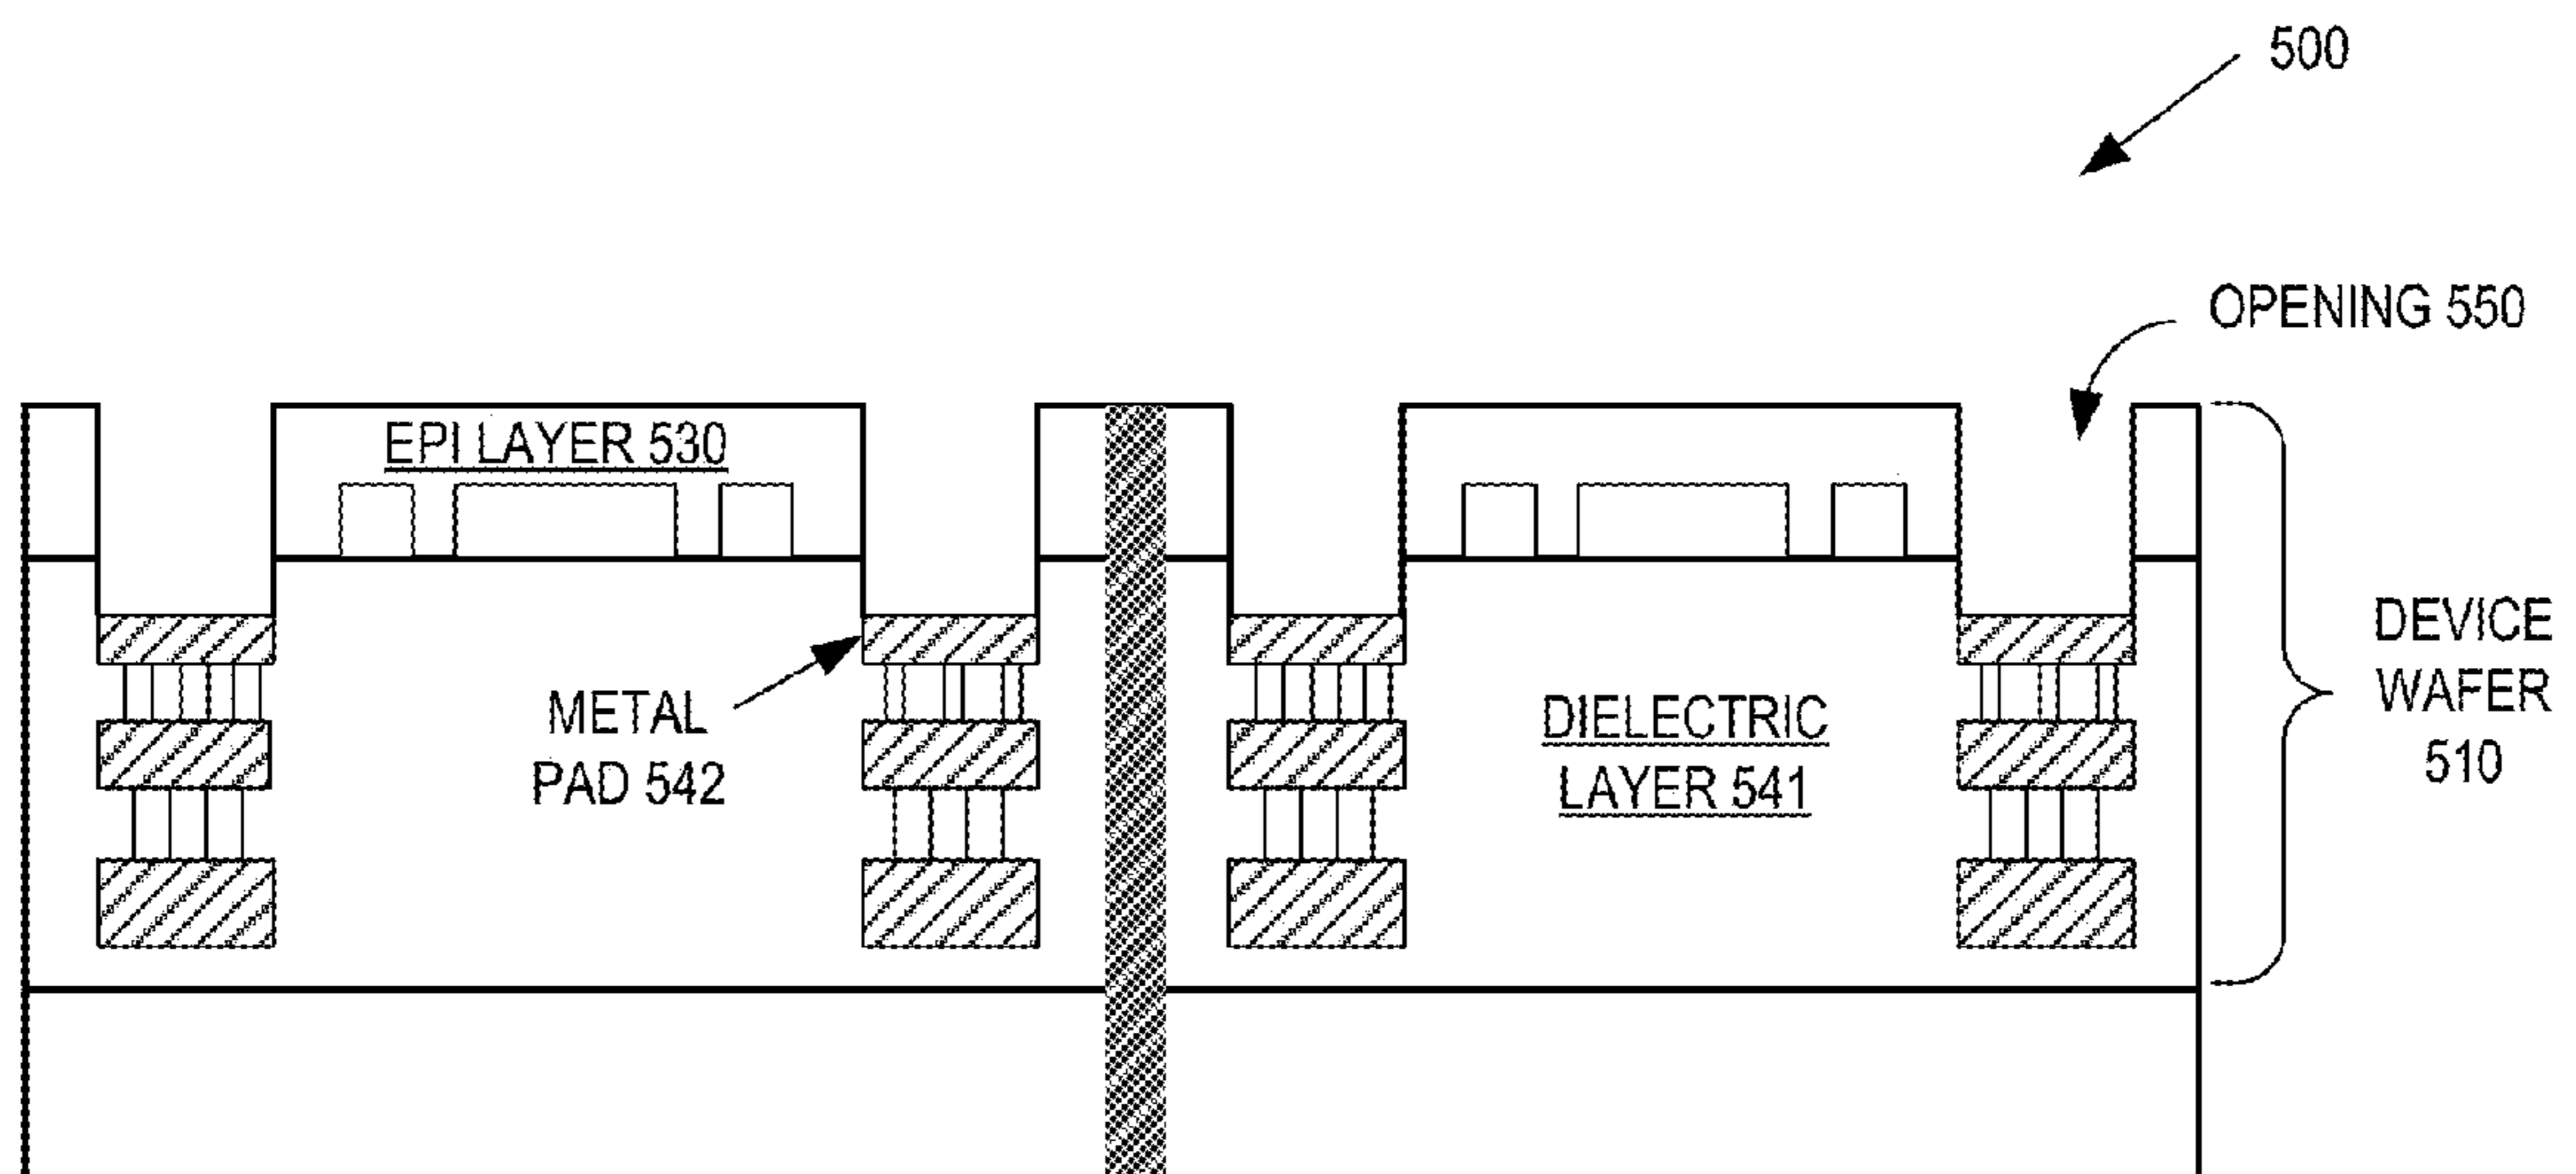 500
OPENING 550
EPI LAYER 530
METAL
PAD 542
DIELECTRIC
LAYER 541
DEVICE
WAFER
510